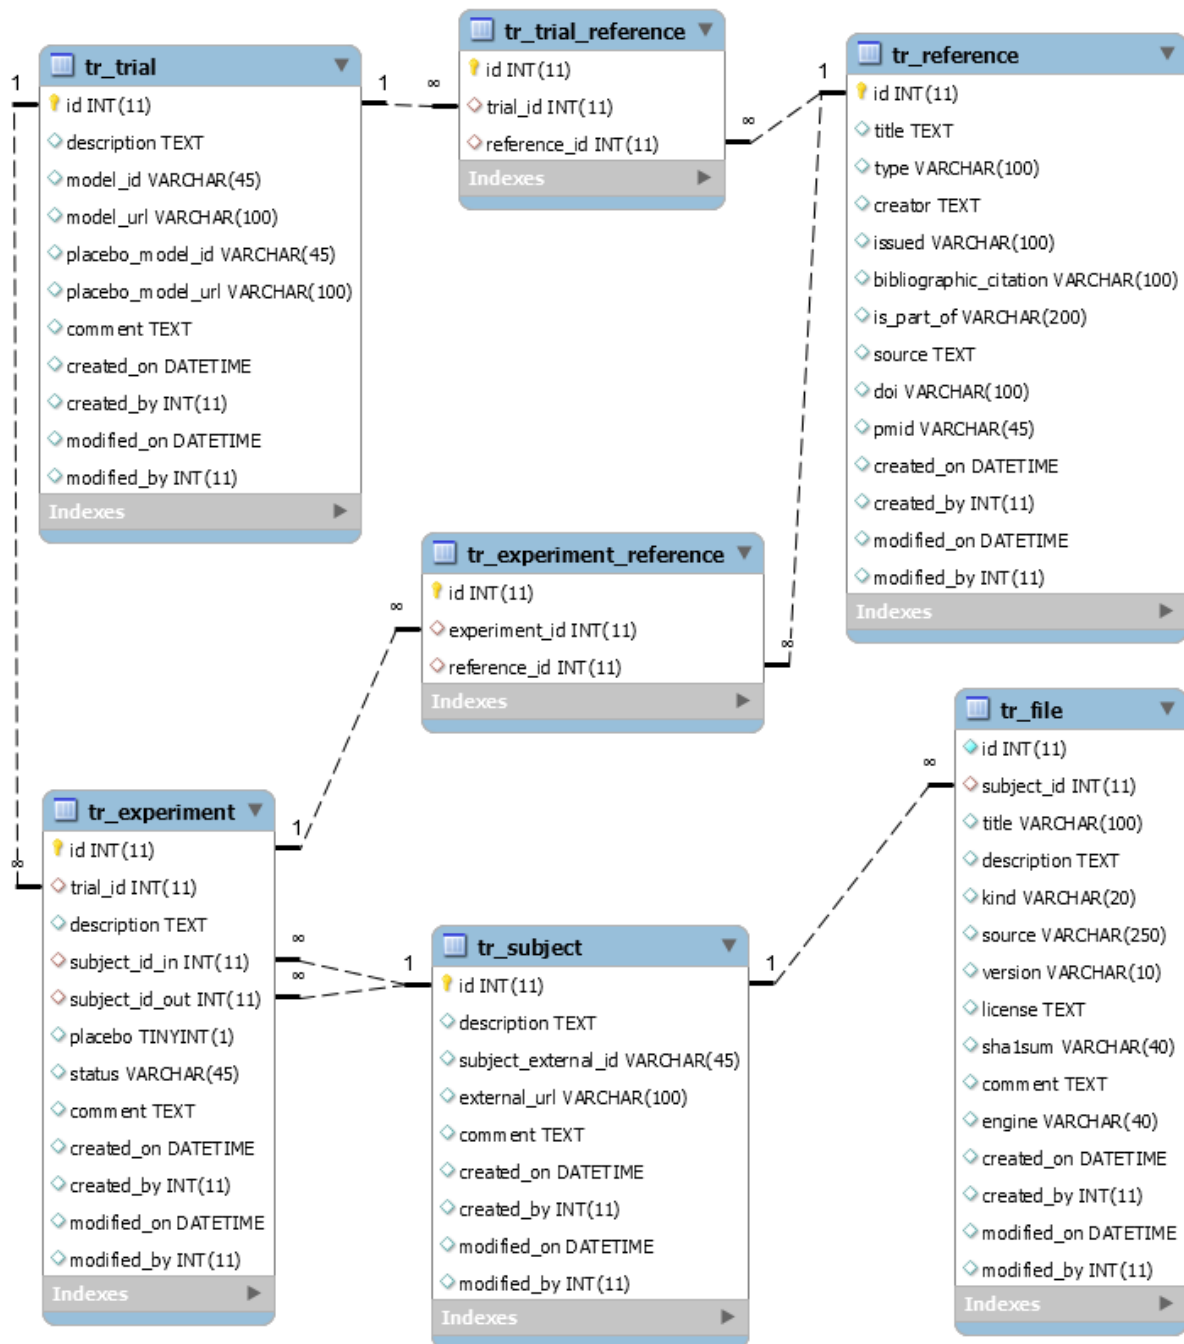 tr_trial
id INT(11)
description TEXT
model_id VARCHAR(45)
model_url VARCHAR(100)
placebo_model_id VARCHAR(45)
placebo_model_url VARCHAR(100)
comment TEXT
created_on DATETIME
created_by INT(11)
modified_on DATETIME
modified_by INT(11)
Indexes
1
1
∞
tr_trial_reference
id INT(11)
trial_id INT(11)
reference_id INT(11)
Indexes
∞
1
tr_reference
id INT(11)
title TEXT
type VARCHAR(100)
creator TEXT
issued VARCHAR(100)
bibliographic_citation VARCHAR(100)
is_part_of VARCHAR(200)
source TEXT
doi VARCHAR(100)
pmid VARCHAR(45)
created_on DATETIME
created_by INT(11)
modified_on DATETIME
modified_by INT(11)
Indexes
tr_experiment_reference
id INT(11)
experiment_id INT(11)
reference_id INT(11)
Indexes
∞
∞
tr_experiment
id INT(11)
trial_id INT(11)
description TEXT
subject_id_in INT(11)
subject_id_out INT(11)
placebo TINYINT(1)
status VARCHAR(45)
comment TEXT
created_on DATETIME
created_by INT(11)
modified_on DATETIME
modified_by INT(11)
Indexes
∞
1
∞
∞
1
tr_subject
id INT(11)
description TEXT
subject_external_id VARCHAR(45)
external_url VARCHAR(100)
comment TEXT
created_on DATETIME
created_by INT(11)
modified_on DATETIME
modified_by INT(11)
Indexes
1
∞
tr_file
id INT(11)
subject_id INT(11)
title VARCHAR(100)
description TEXT
kind VARCHAR(20)
source VARCHAR(250)
version VARCHAR(10)
license TEXT
sha1sum VARCHAR(40)
comment TEXT
engine VARCHAR(40)
created_on DATETIME
created_by INT(11)
modified_on DATETIME
modified_by INT(11)
Indexes